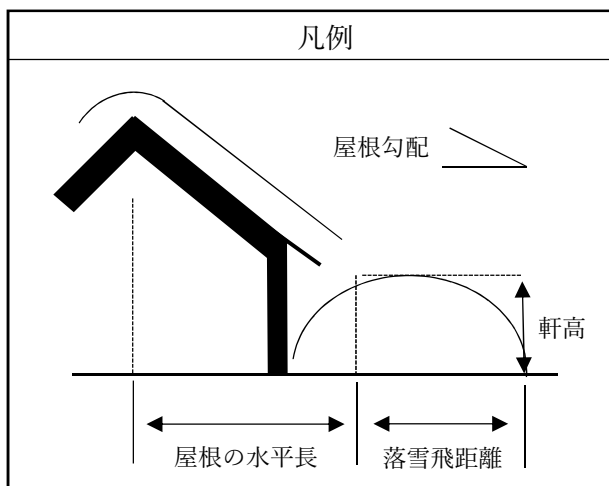 凡例
屋根勾配
軒高
屋根の水平長
落雪飛距離